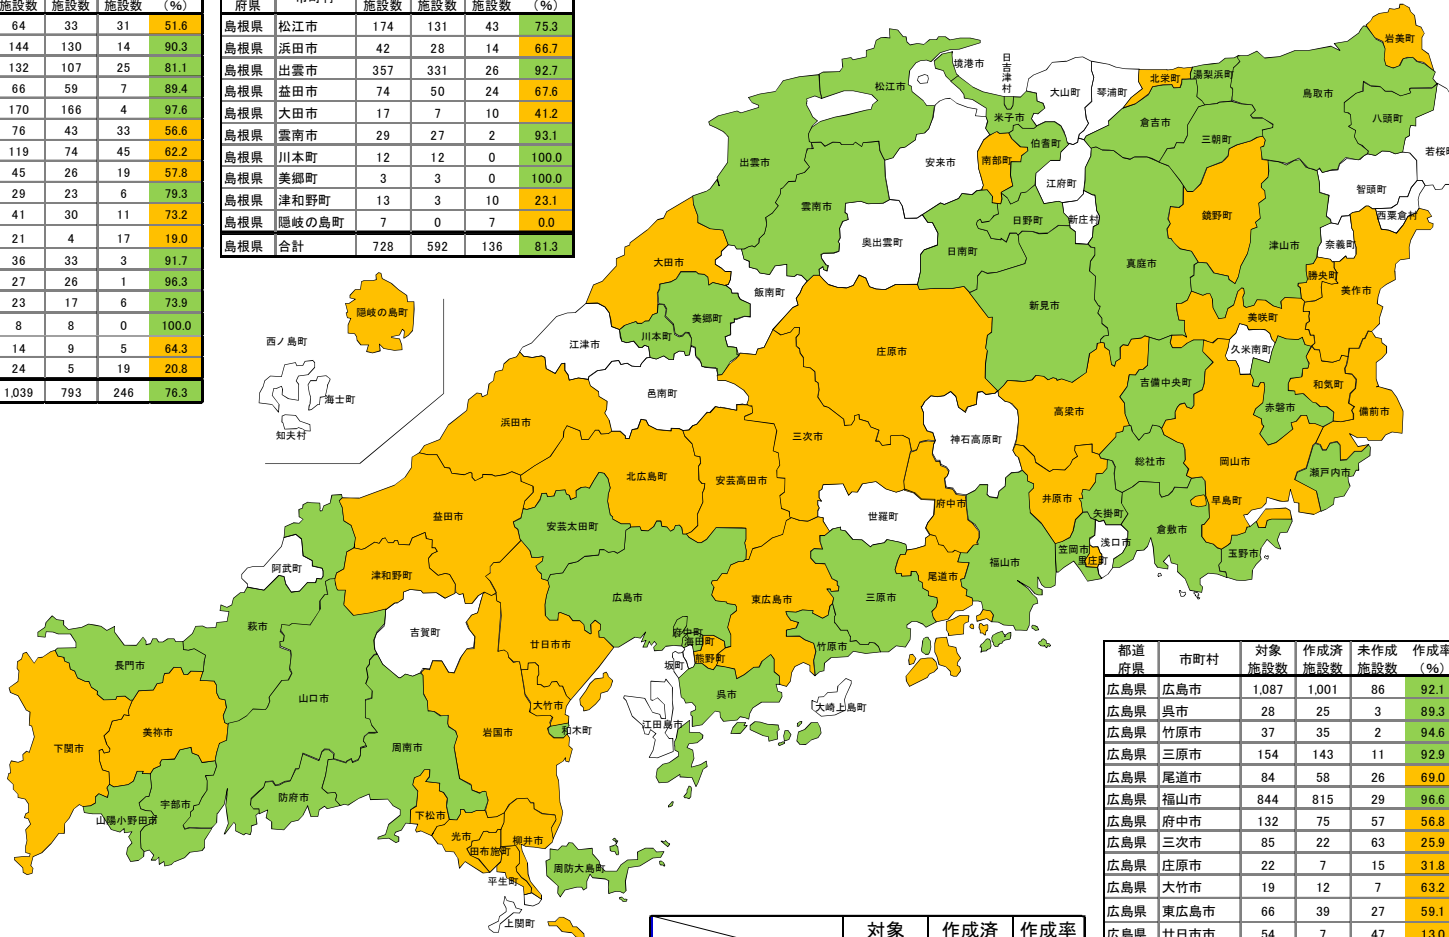 施設数 施設数 施設数 （％）
64 33 31 51.6
144 130 14 90.3
132 107 25 81.1
66 59 7 89.4
170 166 4 97.6
76 43 33 56.6
119 74 45 62.2
45 26 19 57.8
29 23 6 79.3
41 30 11 73.2
21 4 17 19.0
36 33 3 91.7
27 26 1 96.3
23 17 6 73.9
8 8 0 100.0
14 9 5 64.3
24 5 19 20.8
1,039 793 246 76.3
府県 市町村 施設数 施設数 施設数 （％）
島根県 松江市 174 131 43 75.3
島根県 浜田市 42 28 14 66.7
島根県 出雲市 357 331 26 92.7
島根県 益田市 74 50 24 67.6
島根県 大田市 17 7 10 41.2
島根県 雲南市 29 27 2 93.1
島根県 川本町 12 12 0 100.0
島根県 美郷町 3 3 0 100.0
島根県 津和野町 13 3 10 23.1
島根県 隠岐の島町 7 0 7 0.0
島根県 合計 728 592 136 81.3
岩美町
境港市
日吉津村
湯梨浜町
北栄町
松江市
大山町
琴浦町
鳥取市
米子市
倉吉市
八頭町
三朝町
伯耆町
若桜町
出雲市
安来市
南部町
江府町
智頭町
雲南市
鏡野町
西粟倉村
日野町
新庄村
奥出雲町
日南町
津山市
奈義町
真庭市
大田市
勝央町
飯南町
美作市
隠岐の島町
新見市
美郷町
美咲町
川本町
西ノ島町
江津市
庄原市
久米南町
吉備中央町
和気町
邑南町
海士町
赤磐市
備前市
高梁市
浜田市
知夫村
三次市
神石高原町
総社市
岡山市
瀬戸内市
北広島町
安芸高田市
井原市
早島町
府中市
益田市
世羅町
矢掛町
安芸太田町
倉敷市
浅口市
笠岡市
玉野市
里庄町
福山市
阿武町
津和野町
尾道市
広島市
東広島市
三原市
萩市
吉賀町
府中町
海田町
廿日市市
竹原市
熊野町
坂町
長門市
山口市
呉市
大竹市
大崎上島町
江田島市
美祢市
岩国市
和木町
下関市
周南市
防府市
宇部市
下松市
山陽小野田市
光市
柳井市
田布施町
周防大島町
平生町
上関町
都道府県 市町村 対象施設数 作成済施設数 未作成施設数 作成率（％）
広島県 広島市 1,087 1,001 86 92.1
広島県 呉市 28 25 3 89.3
広島県 竹原市 37 35 2 94.6
広島県 三原市 154 143 11 92.9
広島県 尾道市 84 58 26 69.0
広島県 福山市 844 815 29 96.6
広島県 府中市 132 75 57 56.8
広島県 三次市 85 22 63 25.9
広島県 庄原市 22 7 15 31.8
広島県 大竹市 19 12 7 63.2
広島県 東広島市 66 39 27 59.1
広島県 廿日市市 54 7 47 13.0
対象 作成済 作成率